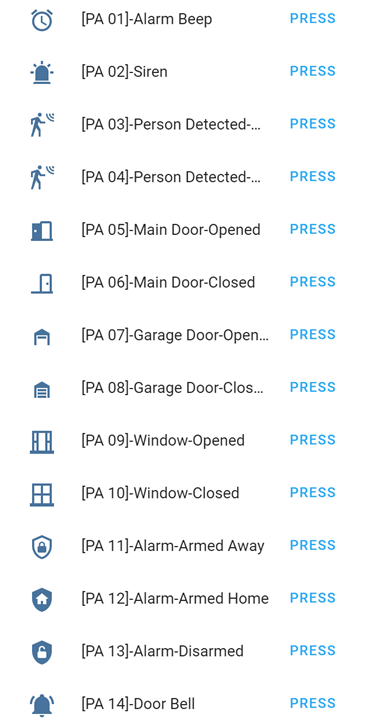 [PA 01]-Alarm Beep PRESS
[PA 02]-Siren PRESS
[PA 03]-Person Detected-... PRESS
[PA 04]-Person Detected-... PRESS
[PA 05]-Main Door-Opened PRESS
[PA 06]-Main Door-Closed PRESS
[PA 07]-Garage Door-Open... PRESS
[PA 08]-Garage Door-Clos... PRESS
[PA 09]-Window-Opened PRESS
[PA 10]-Window-Closed PRESS
[PA 11]-Alarm-Armed Away PRESS
[PA 12]-Alarm-Armed Home PRESS
[PA 13]-Alarm-Disarmed PRESS
[PA 14]-Door Bell PRESS